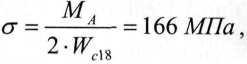 σ = M_A / (2 · W_c18) = 166 МПа,